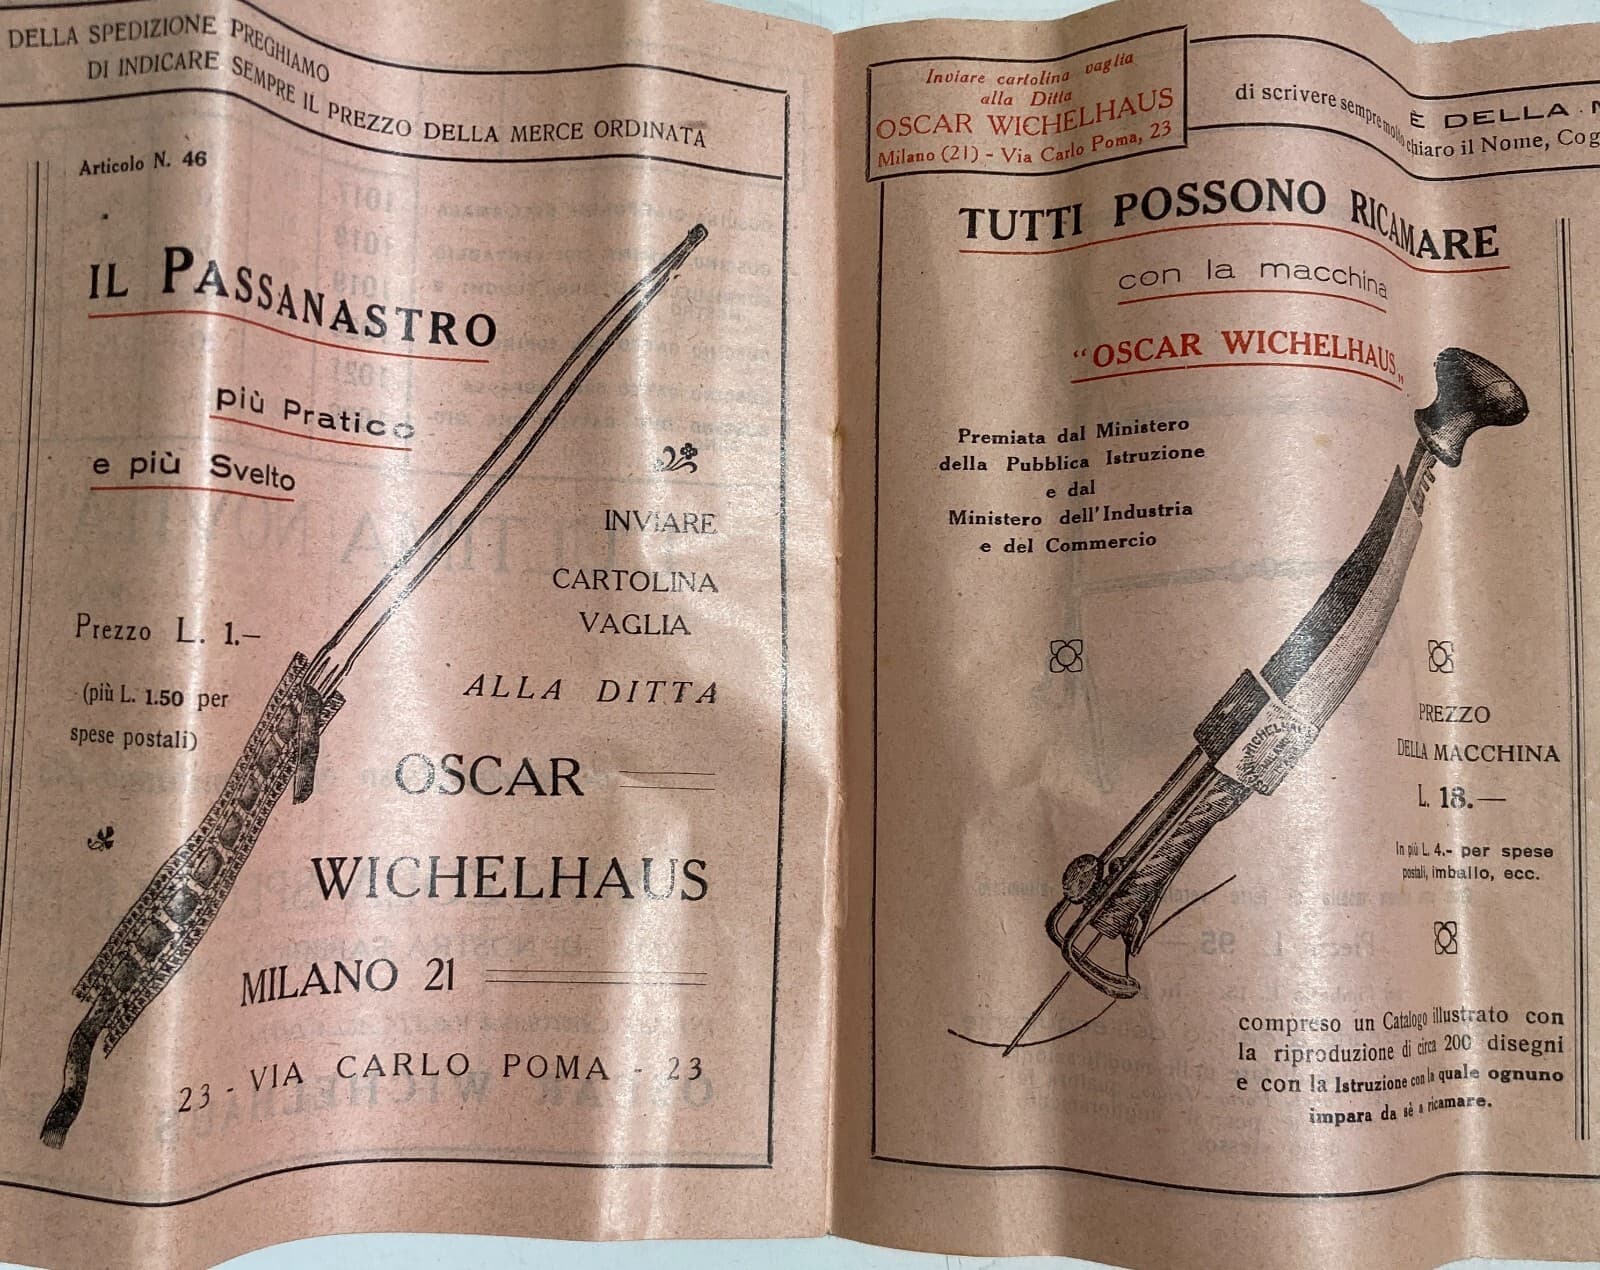 DELLA SPEDIZIONE PREGHIAMO
DI INDICARE SEMPRE IL PREZZO DELLA MERCE ORDINATA
Articolo N. 46
IL PASSANASTRO
più Pratico
e più Svelto
INVIARE
CARTOLINA
VAGLIA
Prezzo L. 1.—
(più L. 1.50 per
spese postali)
ALLA DITTA
OSCAR
WICHELHAUS
MILANO 21
23 - VIA CARLO POMA - 23
Inviare cartolina vaglia
alla Ditta
OSCAR WICHELHAUS
Milano (21) - Via Carlo Poma, 23
È DELLA
di scrivere sempre molto chiaro il Nome, Cog
TUTTI POSSONO RICAMARE
con la macchina
“OSCAR WICHELHAUS„
Premiata dal Ministero
della Pubblica Istruzione
e dal
Ministero dell'Industria
e del Commercio
WICHELHAUS
MILANO
PREZZO
DELLA MACCHINA
L. 18.—
In più L. 4.- per spese
postali, imballo, ecc.
compreso un Catalogo illustrato con
la riproduzione di circa 200 disegni
e con la Istruzione con la quale ognuno
impara da sè a ricamare.